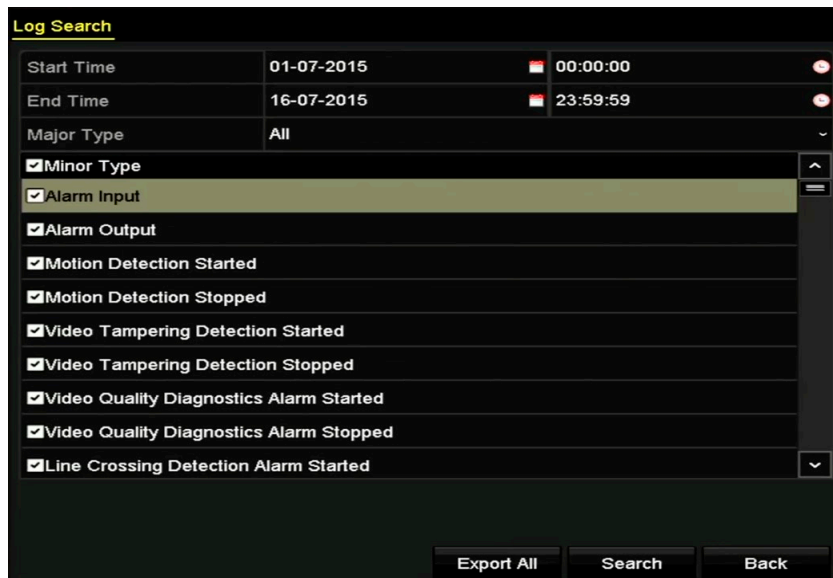 Log Search
Start Time 01-07-2015 00:00:00
End Time 16-07-2015 23:59:59
Major Type All
Minor Type
Alarm Input
Alarm Output
Motion Detection Started
Motion Detection Stopped
Video Tampering Detection Started
Video Tampering Detection Stopped
Video Quality Diagnostics Alarm Started
Video Quality Diagnostics Alarm Stopped
Line Crossing Detection Alarm Started
Export All Search Back